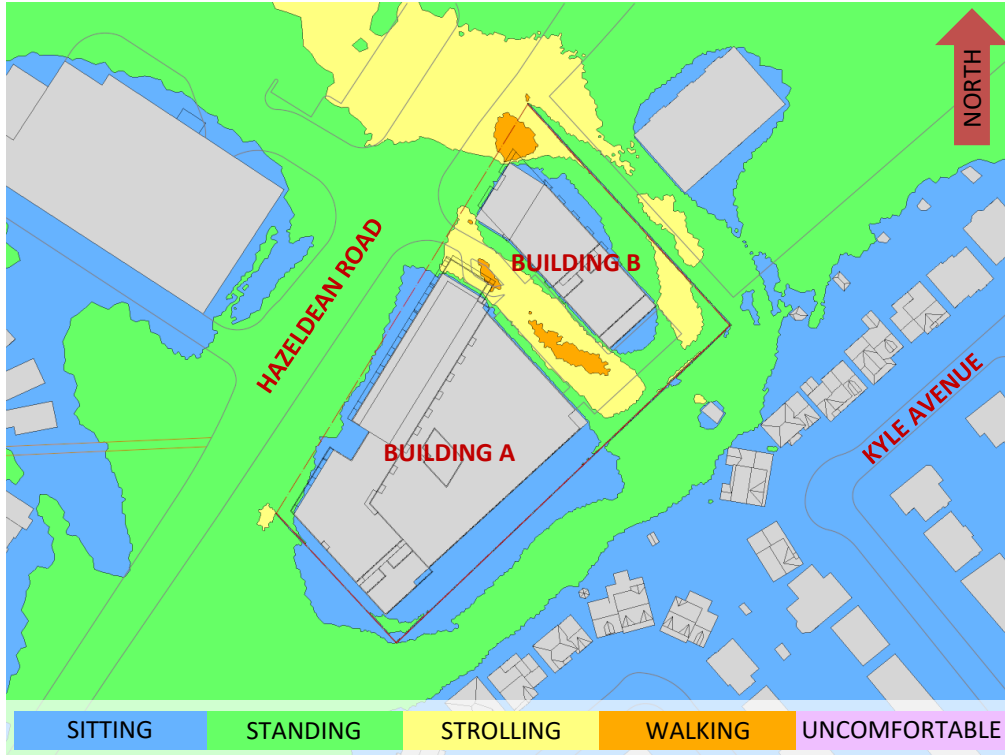 NORTH
HAZELDEAN ROAD
BUILDING B
BUILDING A
KYLE AVENUE
SITTING
STANDING
STROLLING
WALKING
UNCOMFORTABLE